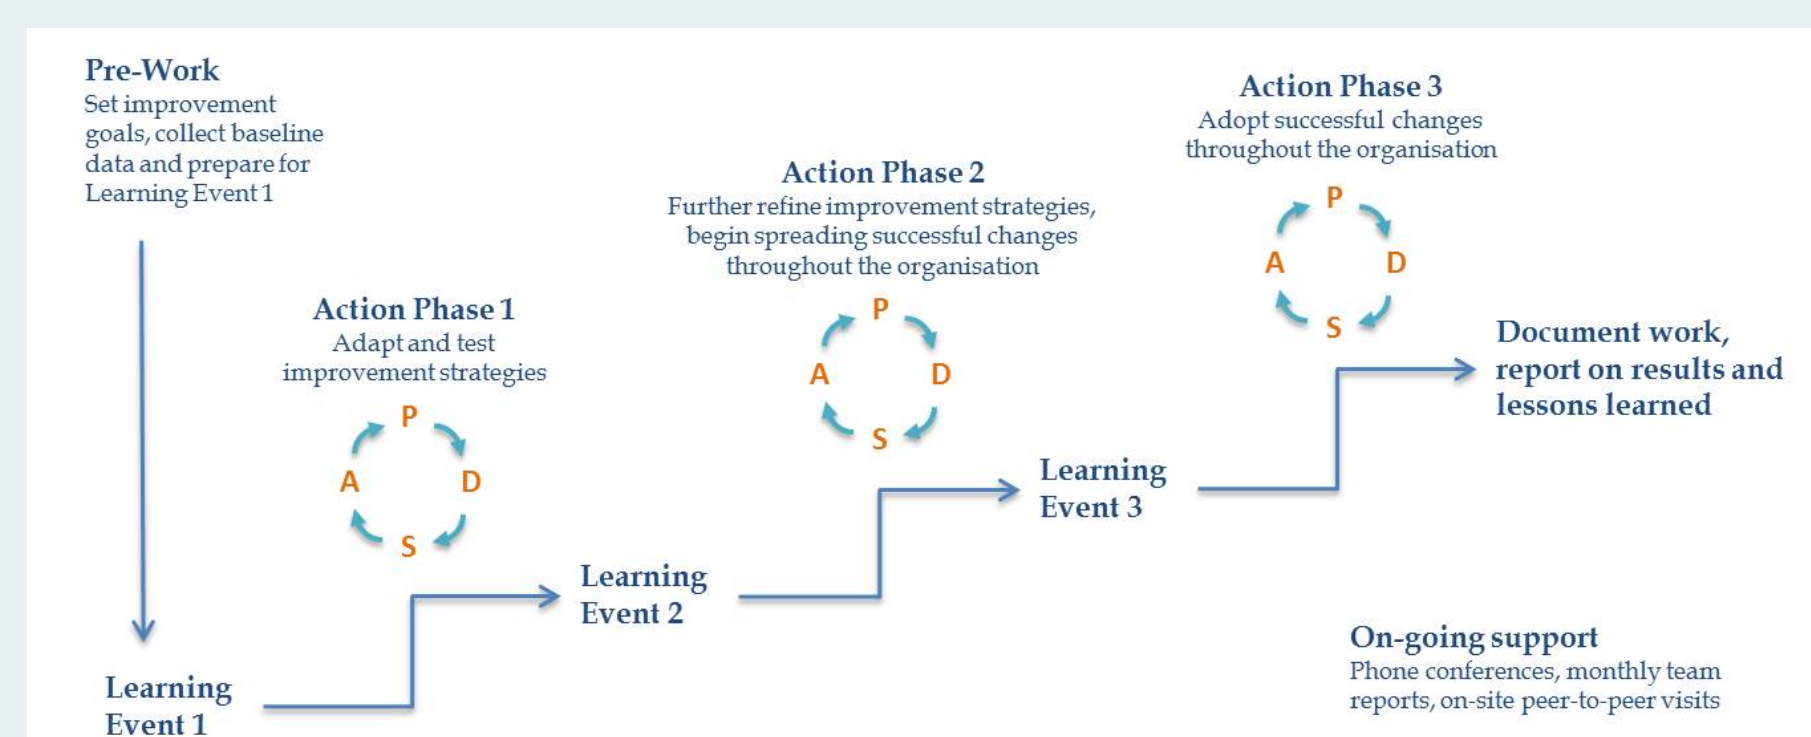 Pre-Work
Set improvement
goals, collect baseline
data and prepare for
Learning Event 1
Learning
Event 1
Action Phase 1
Adapt and test
improvement strategies
P
A
D
S
Learning
Event 2
Action Phase 2
Further refine improvement strategies,
begin spreading successful changes
throughout the organisation
P
A
D
S
Learning
Event 3
Action Phase 3
Adopt successful changes
throughout the organisation
P
A
D
S
Document work,
report on results and
lessons learned
On-going support
Phone conferences, monthly team
reports, on-site peer-to-peer visits